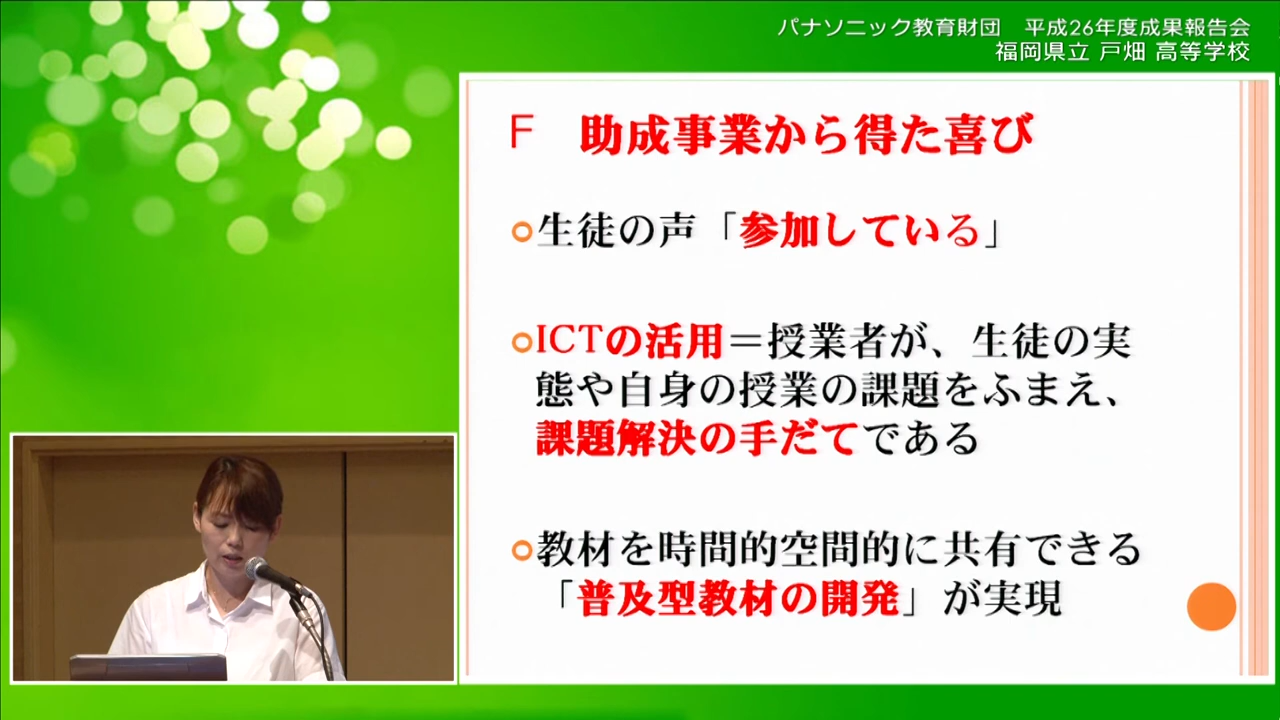 パナソニック教育財団 平成26年度成果報告会
福岡県立 戸畑 高等学校
F 助成事業から得た喜び
生徒の声「参加している」
ICTの活用＝授業者が、生徒の実
態や自身の授業の課題をふまえ、
課題解決の手だてである
教材を時間的空間的に共有できる
「普及型教材の開発」が実現